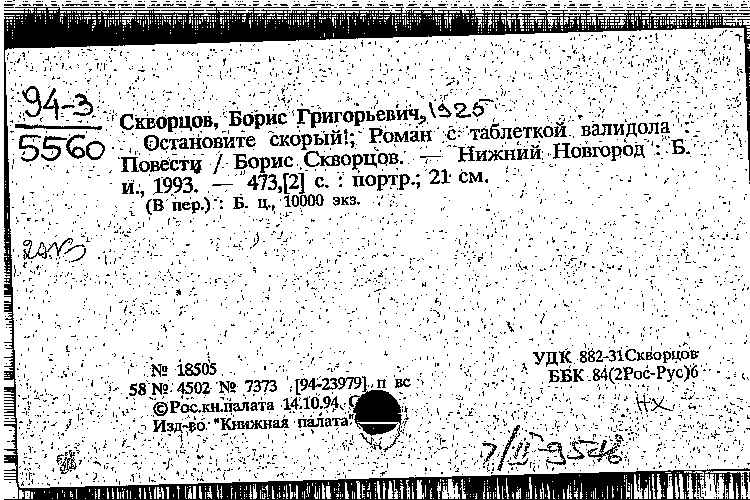 94-3
5560
Скворцов, Борис Григорьевич, 1925
Остановите скорый!; Роман с таблеткой валидола :
Повести / Борис Скворцов. — Нижний Новгород : Б.
и., 1993. — 473,[2] с. : портр.; 21 см.
(В пер.) : Б. ц., 10000 экз.
№ 18505
58 № 4502 № 7373 [94-23979] п вс
©Рос.кн.палата 14.10.94
Изд-во "Книжная палата"
УДК 882-31Скворцов
ББК 84(2Рос-Рус)6
НХ